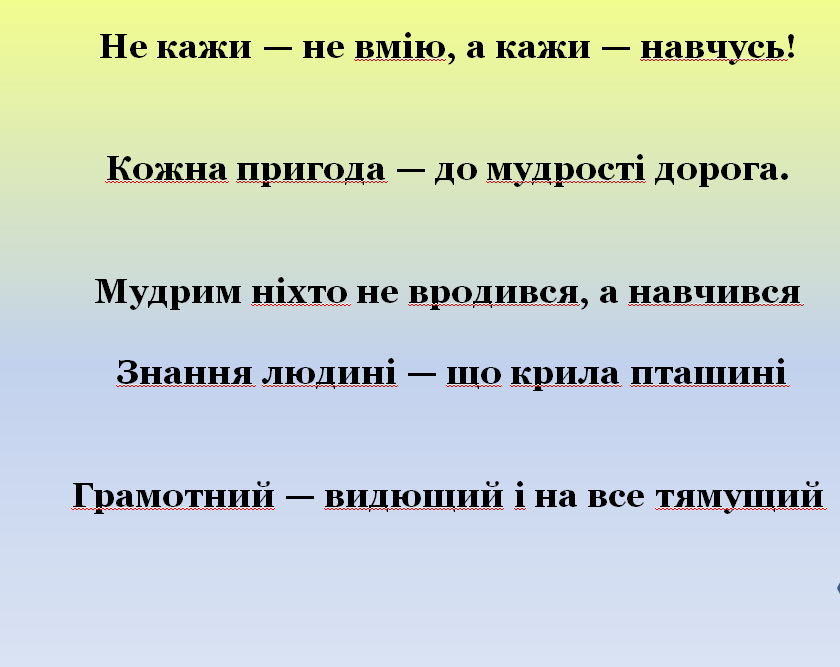 Не кажи — не вмію, а кажи — навчусь!
Кожна пригода — до мудрості дорога.
Мудрим ніхто не вродився, а навчився
Знання людині — що крила пташині
Грамотний — видющий і на все тямущий